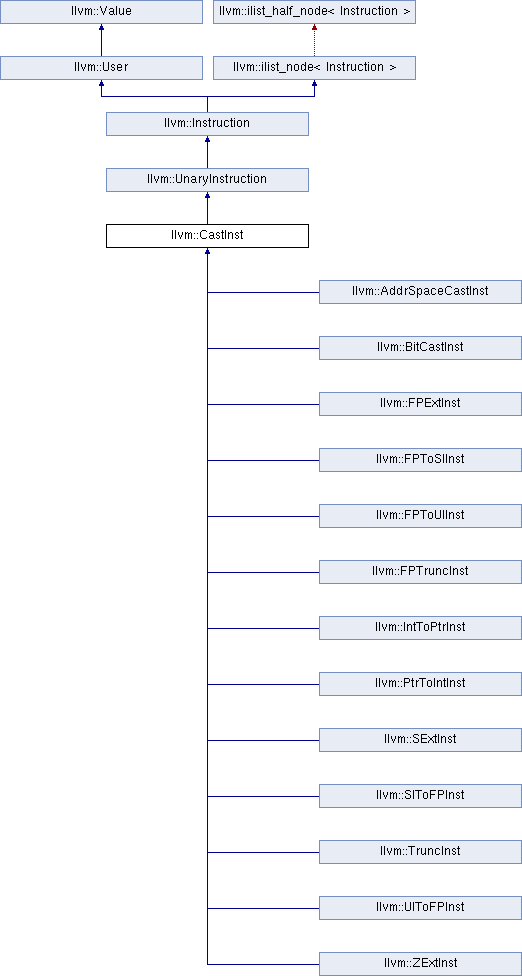 llvm::Value
llvm::ilist_half_node< Instruction >
llvm::User
llvm::ilist_node< Instruction >
llvm::Instruction
llvm::UnaryInstruction
llvm::CastInst
llvm::AddrSpaceCastInst
llvm::BitCastInst
llvm::FPExtInst
llvm::FPToSIInst
llvm::FPToUIInst
llvm::FPTruncInst
llvm::IntToPtrInst
llvm::PtrToIntInst
llvm::SExtInst
llvm::SIToFPInst
llvm::TruncInst
llvm::UIToFPInst
llvm::ZExtInst